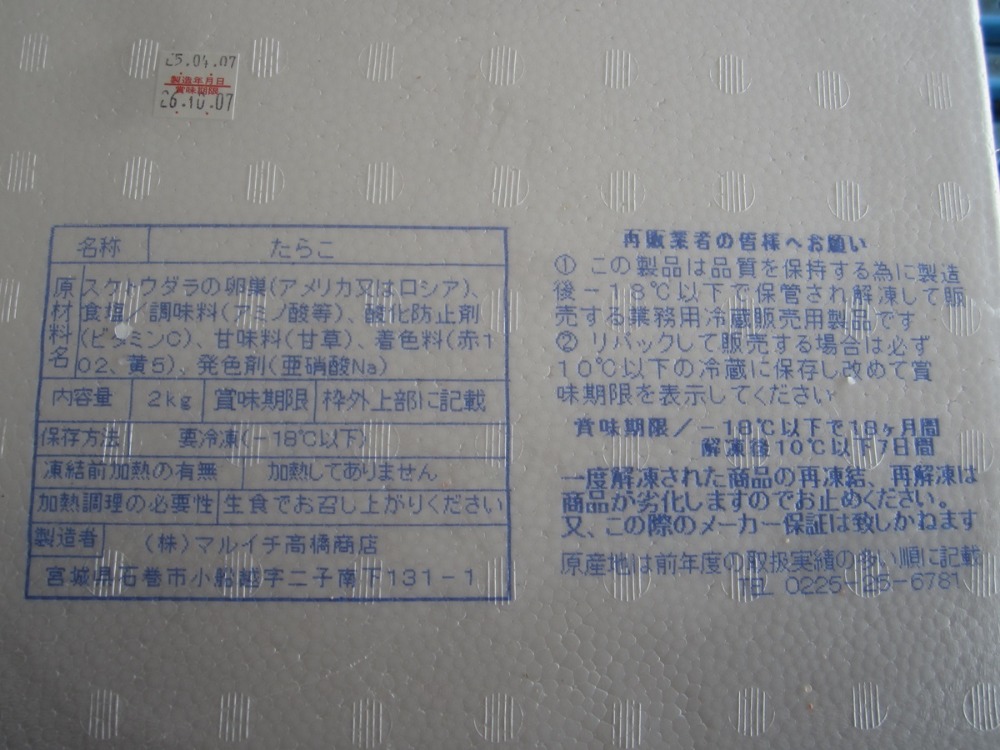 25.04.07
製造年月日
賞味期限
26.10.07
名称 たらこ
原材料名
スケトウダラの卵巣(アメリカ又はロシア)、
食塩/調味料(アミノ酸等)、酸化防止剤
(ビタミンC)、甘味料(甘草)、着色料(赤1
02、黄5)、発色剤(亜硝酸Na)
内容量 2kg 賞味期限 枠外上部に記載
保存方法 要冷凍(-18℃以下)
凍結前加熱の有無 加熱してありません
加熱調理の必要性 生食でお召し上がりください
製造者 (株)マルイチ高橋商店
宮城県石巻市小船越字二子南下131-1
再販業者の皆様へお願い
① この製品は品質を保持する為に製造
後-18℃以下で保管され解凍して販
売する業務用冷蔵販売用製品です
② リパックして販売する場合は必ず
10℃以下の冷蔵に保存し改めて賞
味期限を表示してください
賞味期限/-18℃以下で18ヶ月間
解凍後10℃以下7日間
一度解凍された商品の再凍結、再解凍は
商品が劣化しますのでお止めください。
又、この際のメーカー保証は致しかねます
原産地は前年度の取扱実績の多い順に記載
TEL 0225-25-6781